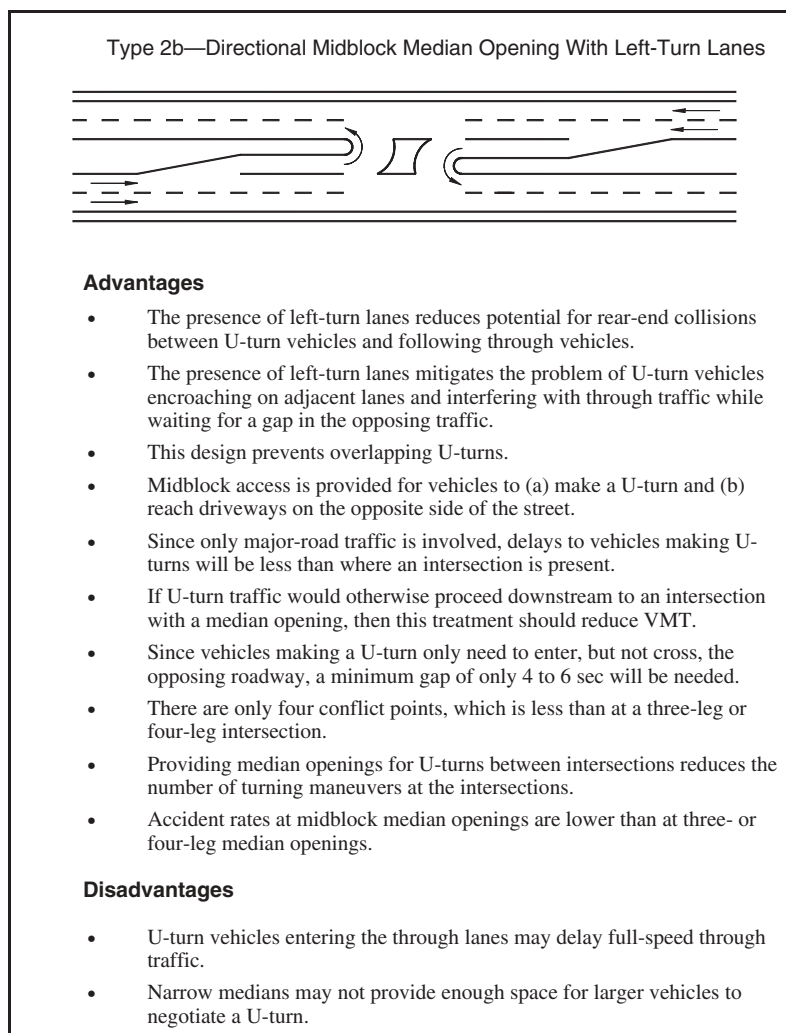 Type 2b—Directional Midblock Median Opening With Left-Turn Lanes
Advantages
• The presence of left-turn lanes reduces potential for rear-end collisions
between U-turn vehicles and following through vehicles.
• The presence of left-turn lanes mitigates the problem of U-turn vehicles
encroaching on adjacent lanes and interfering with through traffic while
waiting for a gap in the opposing traffic.
• This design prevents overlapping U-turns.
• Midblock access is provided for vehicles to (a) make a U-turn and (b)
reach driveways on the opposite side of the street.
• Since only major-road traffic is involved, delays to vehicles making U-
turns will be less than where an intersection is present.
• If U-turn traffic would otherwise proceed downstream to an intersection
with a median opening, then this treatment should reduce VMT.
• Since vehicles making a U-turn only need to enter, but not cross, the
opposing roadway, a minimum gap of only 4 to 6 sec will be needed.
• There are only four conflict points, which is less than at a three-leg or
four-leg intersection.
• Providing median openings for U-turns between intersections reduces the
number of turning maneuvers at the intersections.
• Accident rates at midblock median openings are lower than at three- or
four-leg median openings.
Disadvantages
• U-turn vehicles entering the through lanes may delay full-speed through
traffic.
• Narrow medians may not provide enough space for larger vehicles to
negotiate a U-turn.